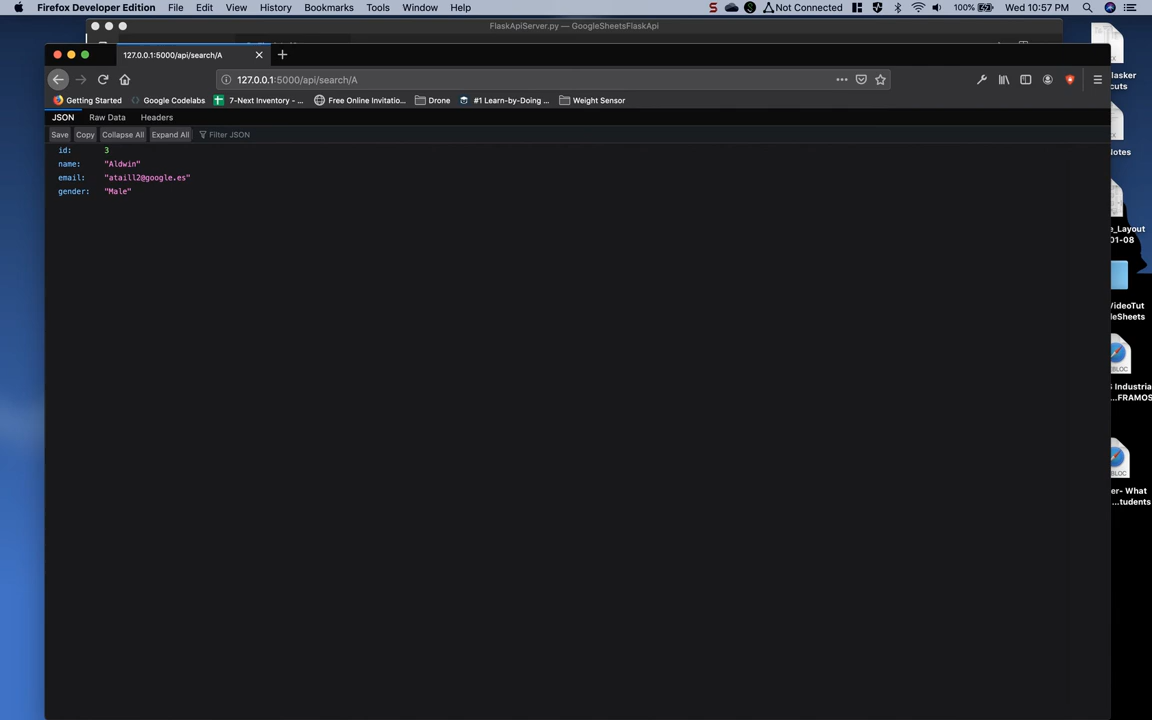 Firefox Developer Edition File Edit View History Bookmarks Tools Window Help Not Connected 100% Wed 10:57 PM
FlaskApiServer.py — GoogleSheetsFlaskApi
127.0.0.1:5000/api/search/A
127.0.0.1:5000/api/search/A
Getting Started Google Codelabs 7-Next Inventory - ... Free Online Invitatio... Drone #1 Learn-by-Doing ... Weight Sensor
JSON Raw Data Headers
Save Copy Collapse All Expand All Filter JSON
id: 3
name: "Aldwin"
email: "ataill2@google.es"
gender: "Male"
lasker
cuts
Notes
e_Layout
01-08
VideoTut
leSheets
Industrial
...FRAMOS
er- What
...tudents